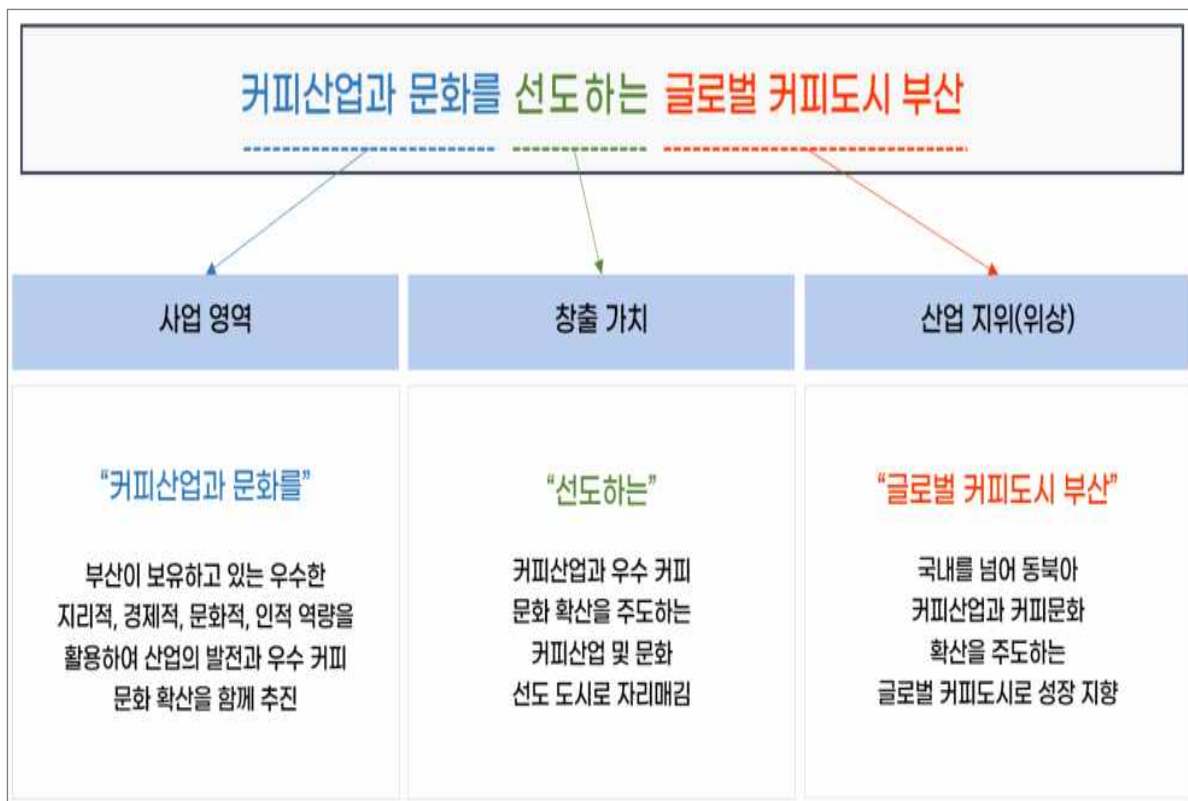 커피산업과 문화를 선도하는 글로벌 커피도시 부산
사업 영역
창출 가치
산업 지위(위상)
“커피산업과 문화를”
부산이 보유하고 있는 우수한
지리적, 경제적, 문화적, 인적 역량을
활용하여 산업의 발전과 우수 커피
문화 확산을 함께 추진
“선도하는”
커피산업과 우수 커피
문화 확산을 주도하는
커피산업 및 문화
선도 도시로 자리매김
“글로벌 커피도시 부산”
국내를 넘어 동북아
커피산업과 커피문화
확산을 주도하는
글로벌 커피도시로 성장 지향